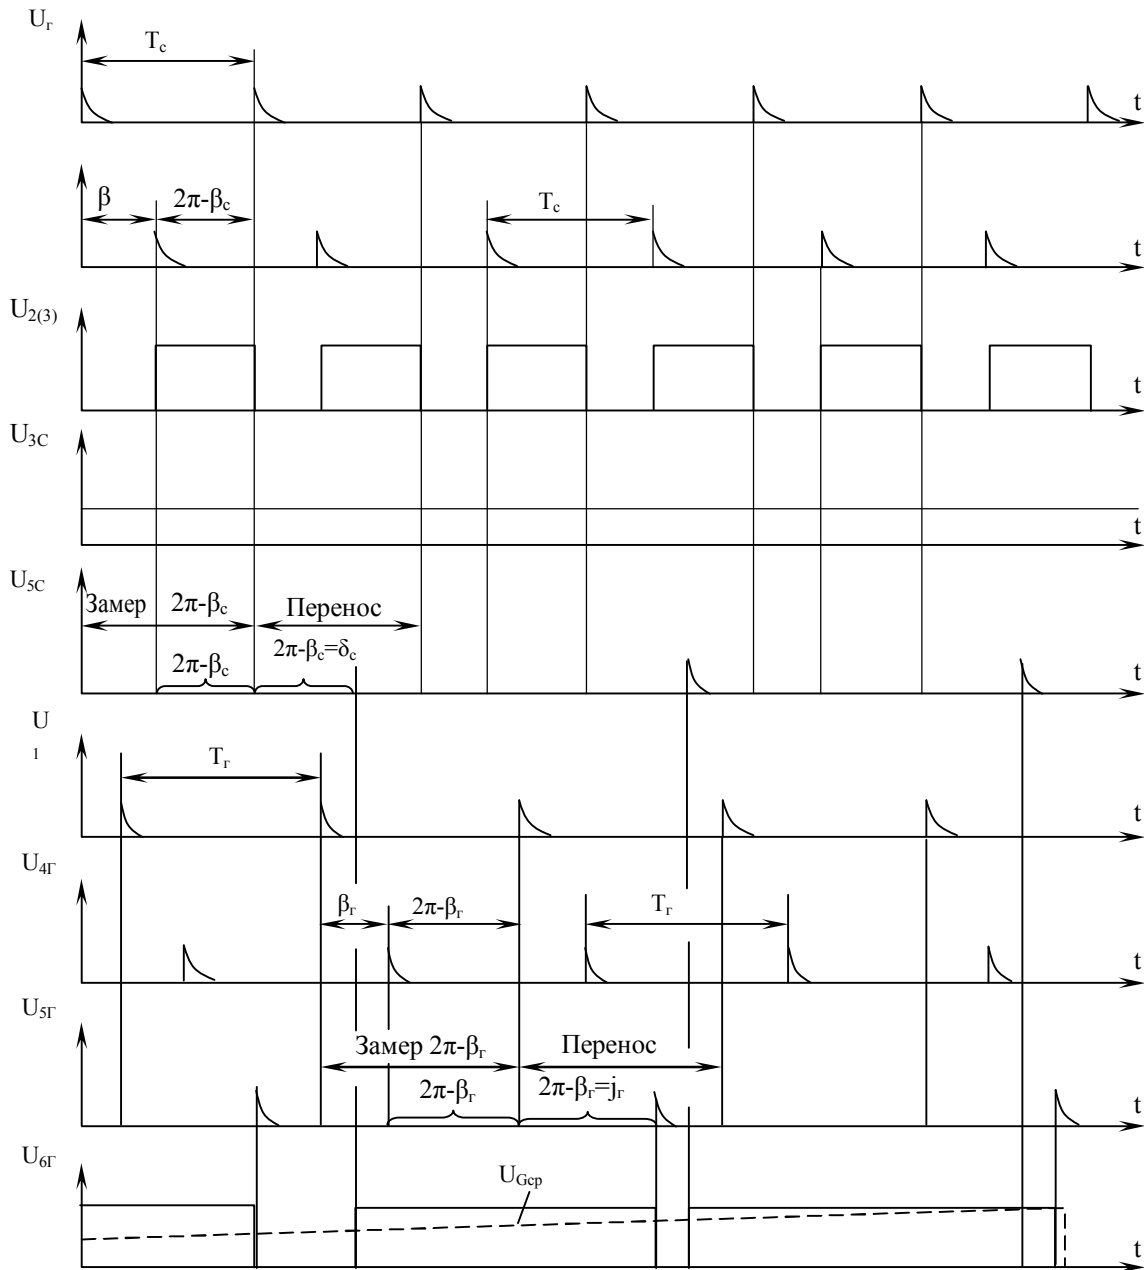 Uг
Tс
t
β
2π-βс
Tс
t
U2(3)
t
U3С
t
U5С
Замер 2π-βс
Перенос
2π-βс
2π-βс=δс
t
U
1
Tг
t
U4Г
βг
2π-βг
Tг
t
U5Г
Замер 2π-βг
Перенос
2π-βг
2π-βг=jг
t
U6Г
UGср
t